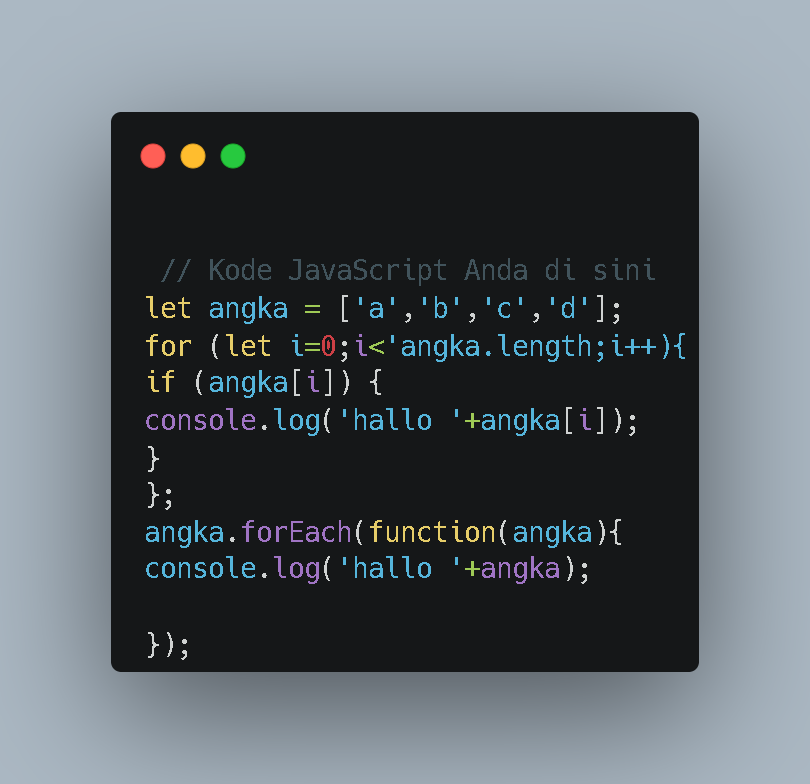 // Kode JavaScript Anda di sini
let angka = ['a','b','c','d'];
for (let i=0;i<'angka.length;i++){
if (angka[i]) {
console.log('hallo '+angka[i]);
}
};
angka.forEach(function(angka){
console.log('hallo '+angka);
});